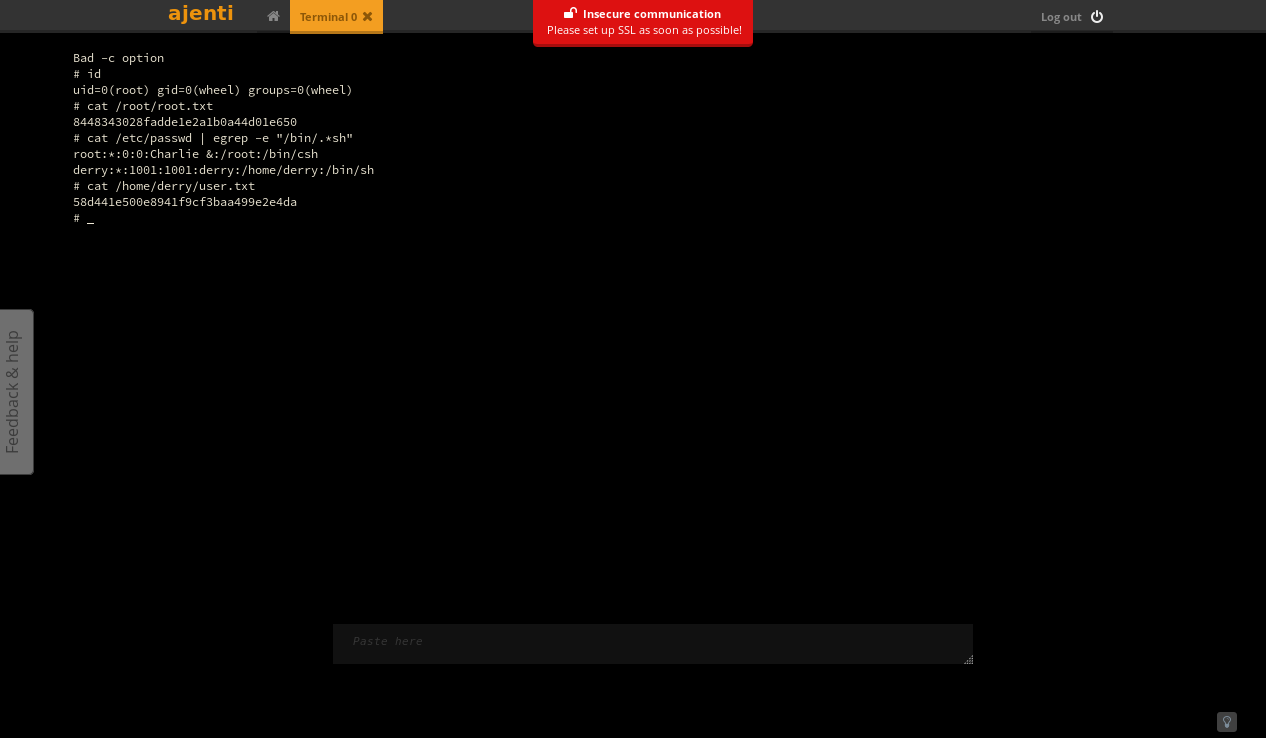 ajenti
Terminal 0
Insecure communication
Please set up SSL as soon as possible!
Log out
Bad -c option
# id
uid=0(root) gid=0(wheel) groups=0(wheel)
# cat /root/root.txt
8448343028fadde1e2a1b0a44d01e650
# cat /etc/passwd | egrep -e "/bin/.*sh"
root:*:0:0:Charlie &:/root:/bin/csh
derry:*:1001:1001:derry:/home/derry:/bin/sh
# cat /home/derry/user.txt
58d441e500e8941f9cf3baa499e2e4da
# _
Feedback & help
Paste here